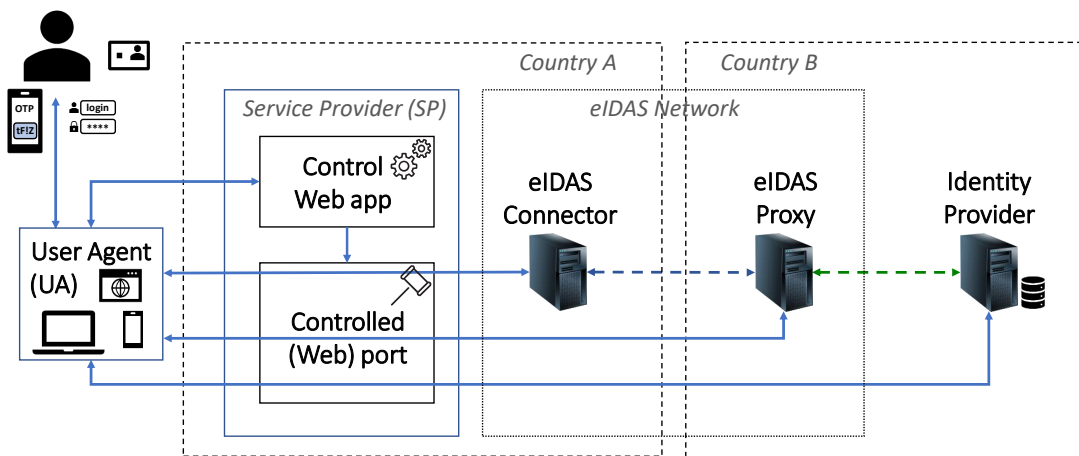 Country A
Country B
Service Provider (SP)
eIDAS Network
OTP
tF!Z
login
****
Control
Web app
eIDAS
Connector
eIDAS
Proxy
Identity
Provider
User Agent
(UA)
Controlled
(Web) port